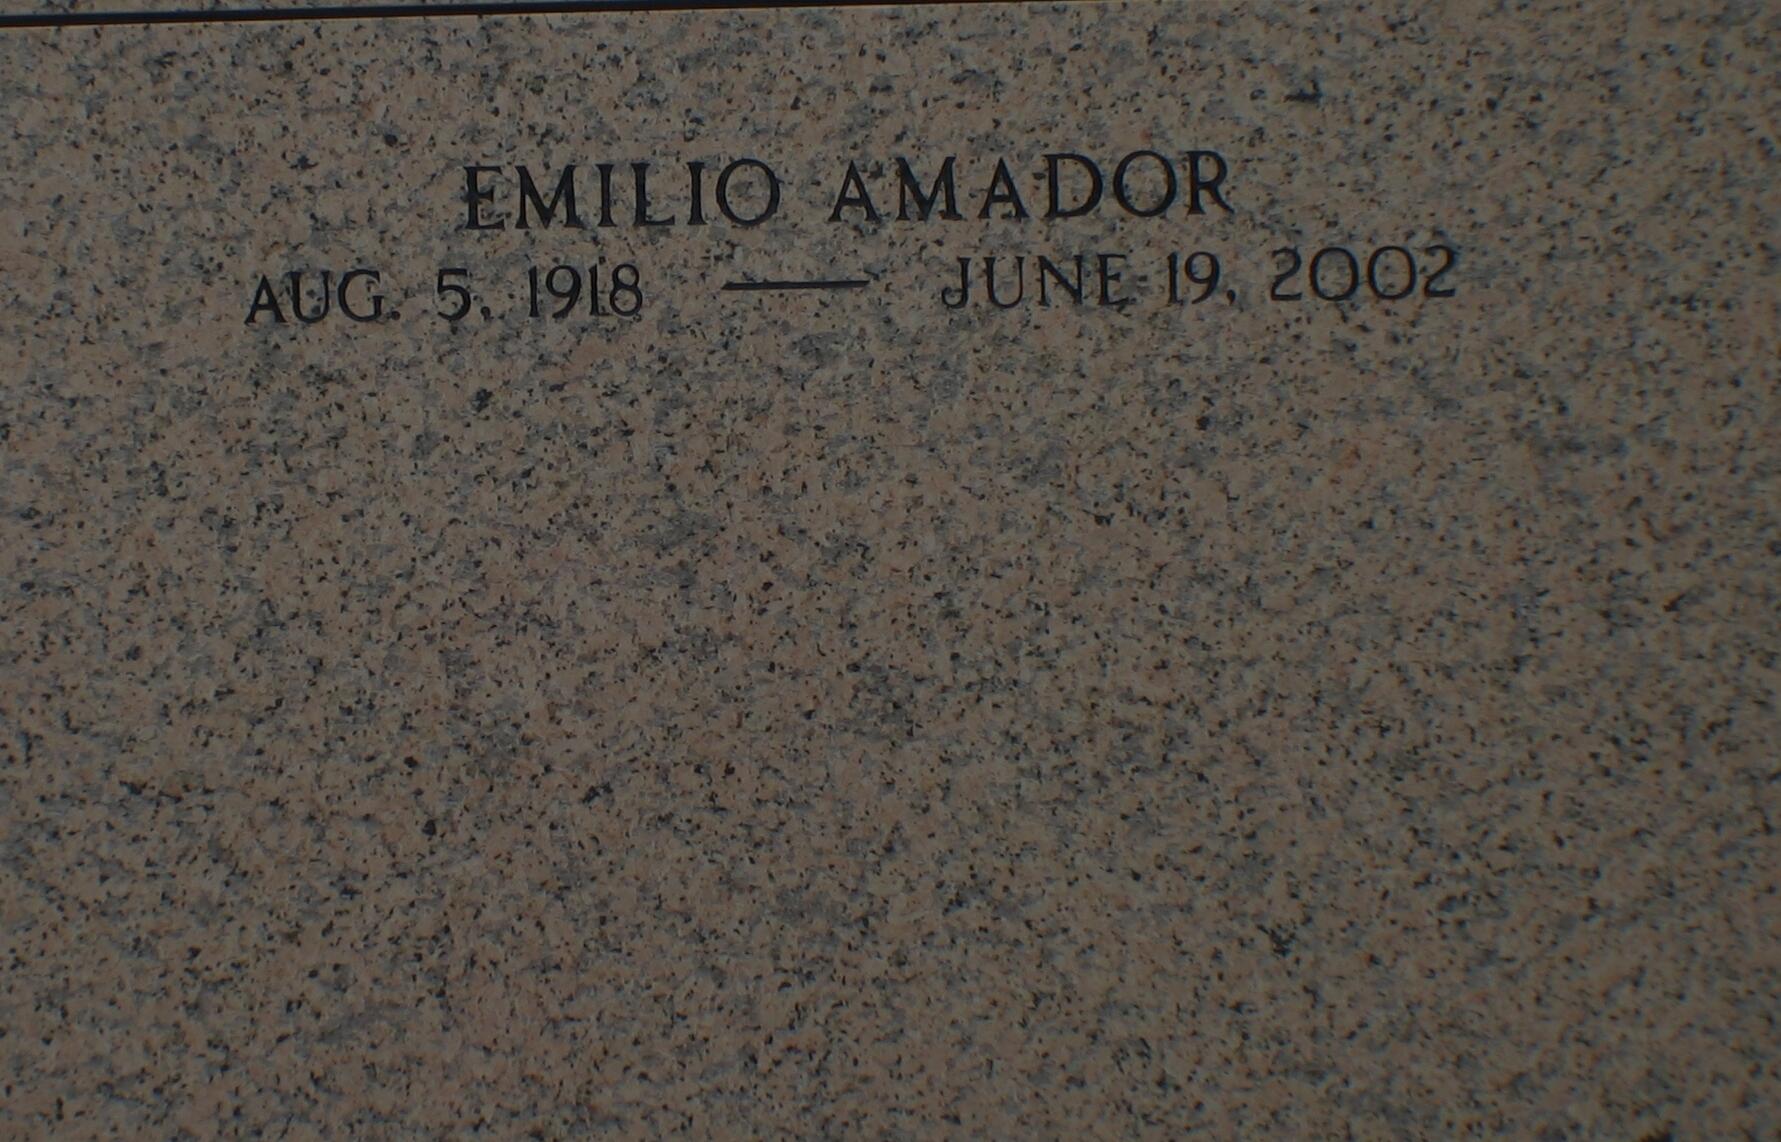 EMILIO AMADOR
AUG. 5, 1918 — JUNE 19, 2002